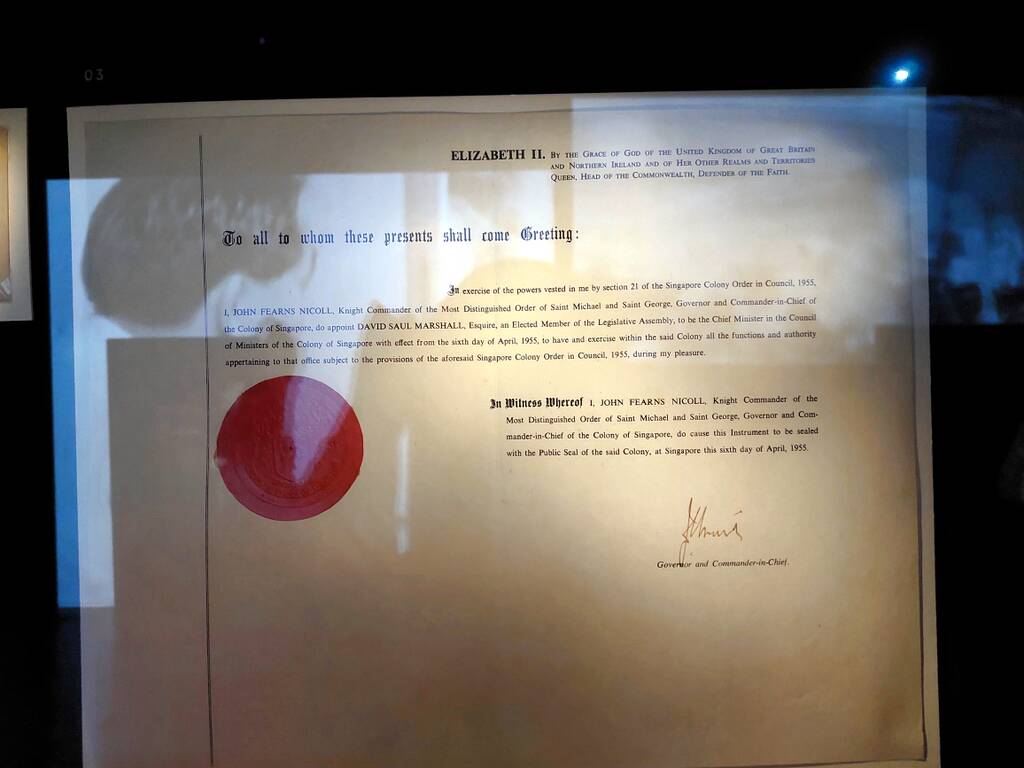 03
ELIZABETH II. BY THE GRACE OF GOD OF THE UNITED KINGDOM OF GREAT BRITAIN
AND NORTHERN IRELAND AND OF HER OTHER REALMS AND TERRITORIES
QUEEN, HEAD OF THE COMMONWEALTH, DEFENDER OF THE FAITH.
To all to whom these presents shall come Greeting:
In exercise of the powers vested in me by section 21 of the Singapore Colony Order in Council, 1955,
I, JOHN FEARNS NICOLL, Knight Commander of the Most Distinguished Order of Saint Michael and Saint George, Governor and Commander-in-Chief of
the Colony of Singapore, do appoint DAVID SAUL MARSHALL, Esquire, an Elected Member of the Legislative Assembly, to be the Chief Minister in the Council
of Ministers of the Colony of Singapore with effect from the sixth day of April, 1955, to have and exercise within the said Colony all the functions and authority
appertaining to that office subject to the provisions of the aforesaid Singapore Colony Order in Council, 1955, during my pleasure.
In Witness Whereof I, JOHN FEARNS NICOLL, Knight Commander of the
Most Distinguished Order of Saint Michael and Saint George, Governor and Com-
mander-in-Chief of the Colony of Singapore, do cause this Instrument to be sealed
with the Public Seal of the said Colony, at Singapore this sixth day of April, 1955.
Governor and Commander-in-Chief.